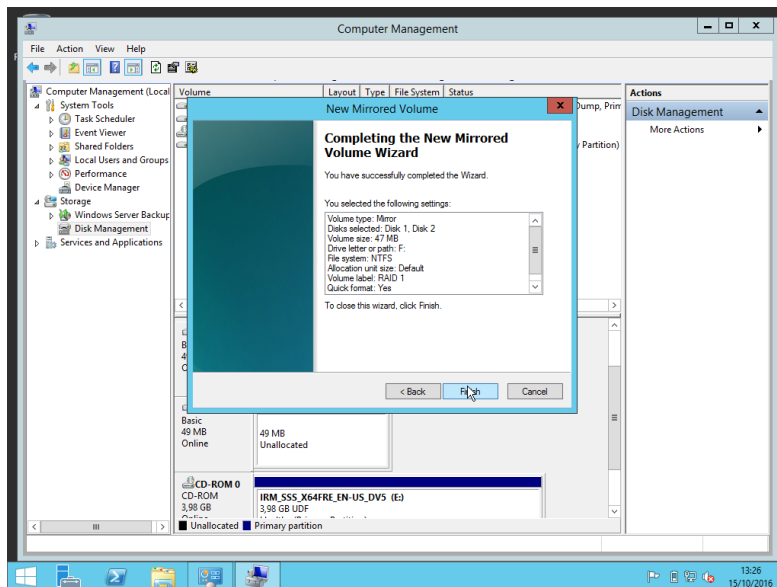 Computer Management
File Action View Help
Computer Management (Local
System Tools
Task Scheduler
Event Viewer
Shared Folders
Local Users and Groups
Performance
Device Manager
Storage
Windows Server Backup
Disk Management
Services and Applications
Volume Layout Type File System Status
Dump, Prim
Partition)
New Mirrored Volume
Completing the New Mirrored
Volume Wizard
You have successfully completed the Wizard.
You selected the following settings:
Volume type: Mirror
Disks selected: Disk 1, Disk 2
Volume size: 47 MB
Drive letter or path: F:
File system: NTFS
Allocation unit size: Default
Volume label: RAID 1
Quick format: Yes
To close this wizard, click Finish.
< Back Finish Cancel
Basic
49 MB
Online
49 MB
Unallocated
CD-ROM 0
CD-ROM
3,98 GB
IRM_SSS_X64FRE_EN-US_DV5 (E:)
3,98 GB UDF
Unallocated Primary partition
Actions
Disk Management
More Actions
13:26
15/10/2016